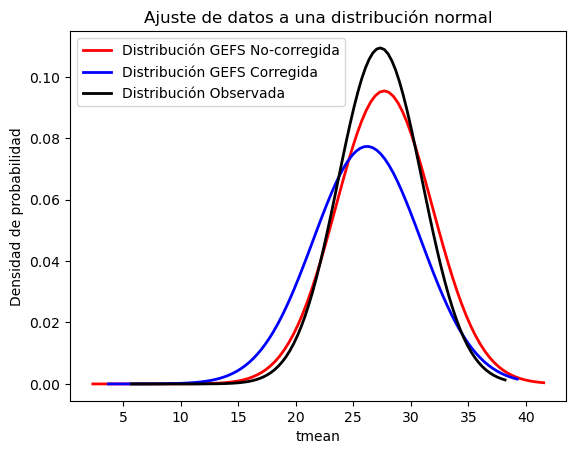 Ajuste de datos a una distribución normal
Distribución GEFS No-corregida
Distribución GEFS Corregida
Distribución Observada
Densidad de probabilidad
0.10
0.08
0.06
0.04
0.02
0.00
5 10 15 20 25 30 35 40
tmean